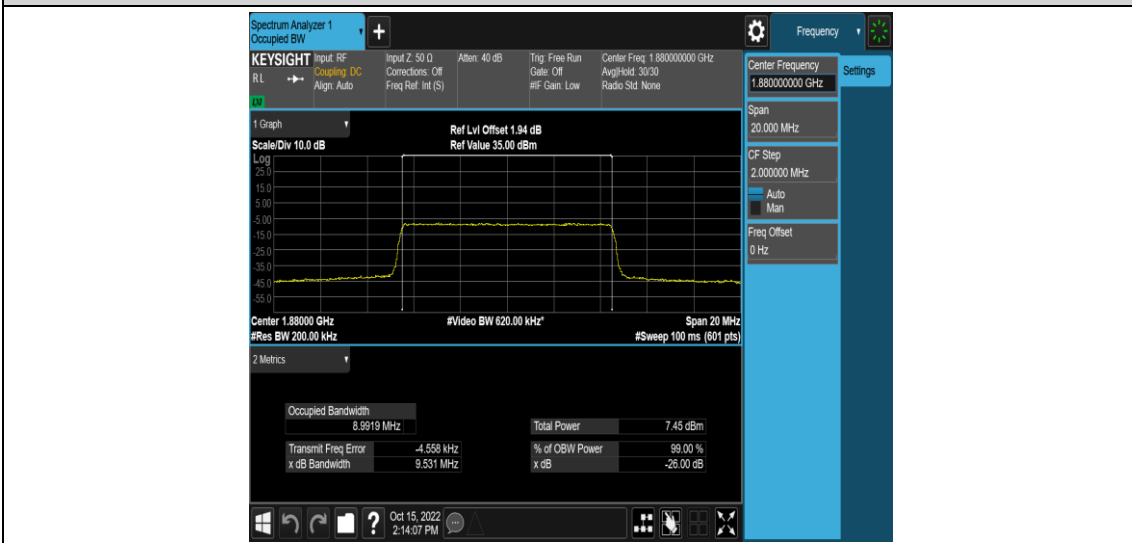 Spectrum Analyzer 1
Occupied BW
+
Frequency
KEYSIGHT
RL
LXI
Input: RF
Coupling: DC
Align: Auto
Input Z: 50 Ω
Corrections: Off
Freq Ref: Int (S)
Atten: 40 dB
Trig: Free Run
Gate: Off
#IF Gain: Low
Center Freq: 1.880000000 GHz
Avg|Hold: 30/30
Radio Std: None
Center Frequency
1.880000000 GHz
Settings
Span
20.000 MHz
CF Step
2.000000 MHz
Auto
Man
Freq Offset
0 Hz
1 Graph
Scale/Div 10.0 dB
Ref Lvl Offset 1.94 dB
Ref Value 35.00 dBm
Log
25.0
15.0
5.00
-5.00
-15.0
-25.0
-35.0
-45.0
-55.0
Center 1.88000 GHz
#Video BW 620.00 kHz*
Span 20 MHz
#Res BW 200.00 kHz
#Sweep 100 ms (601 pts)
2 Metrics
Occupied Bandwidth
8.9919 MHz
Total Power 7.45 dBm
Transmit Freq Error -4.558 kHz
% of OBW Power 99.00 %
x dB Bandwidth 9.531 MHz
x dB -26.00 dB
?
Oct 15, 2022
2:14:07 PM